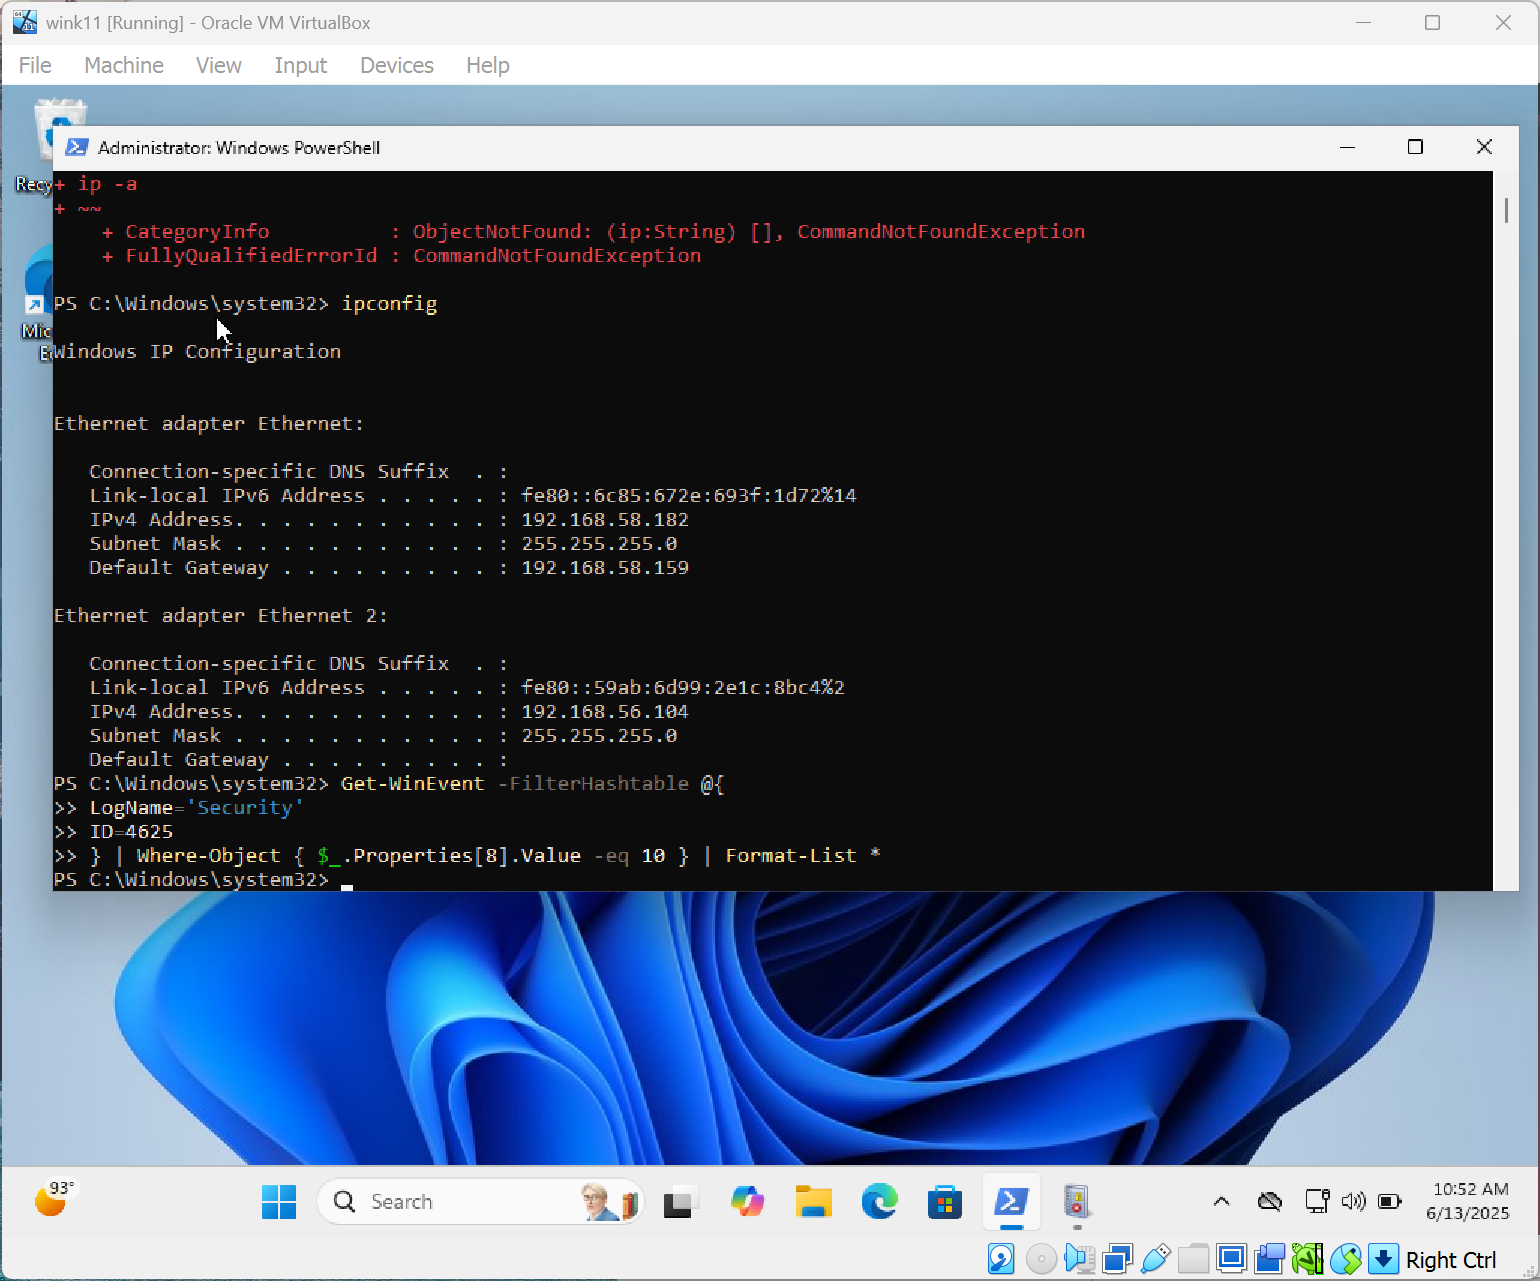 wink11 [Running] - Oracle VM VirtualBox
File Machine View Input Devices Help
Administrator: Windows PowerShell
+ ip -a
+ ~~
    + CategoryInfo          : ObjectNotFound: (ip:String) [], CommandNotFoundException
    + FullyQualifiedErrorId : CommandNotFoundException
PS C:\Windows\system32> ipconfig
Windows IP Configuration
Ethernet adapter Ethernet:
   Connection-specific DNS Suffix  . :
   Link-local IPv6 Address . . . . . : fe80::6c85:672e:693f:1d72%14
   IPv4 Address. . . . . . . . . . . : 192.168.58.182
   Subnet Mask . . . . . . . . . . . : 255.255.255.0
   Default Gateway . . . . . . . . . : 192.168.58.159
Ethernet adapter Ethernet 2:
   Connection-specific DNS Suffix  . :
   Link-local IPv6 Address . . . . . : fe80::59ab:6d99:2e1c:8bc4%2
   IPv4 Address. . . . . . . . . . . : 192.168.56.104
   Subnet Mask . . . . . . . . . . . : 255.255.255.0
   Default Gateway . . . . . . . . . :
PS C:\Windows\system32> Get-WinEvent -FilterHashtable @{
>> LogName='Security'
>> ID=4625
>> } | Where-Object { $_.Properties[8].Value -eq 10 } | Format-List *
PS C:\Windows\system32>
Recy
Mic
E
93°
Search
10:52 AM
6/13/2025
Right Ctrl